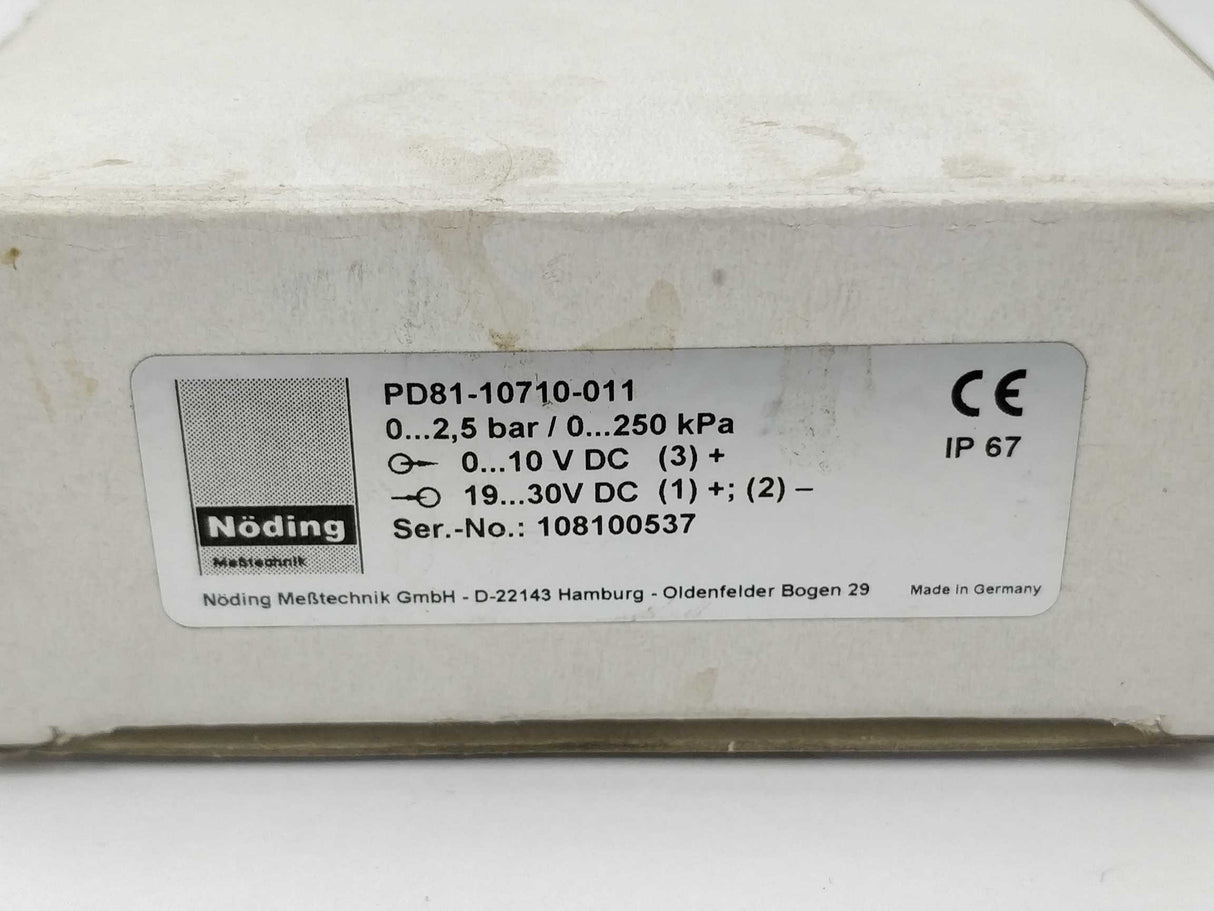 PD81-10710-011
0...2,5 bar / 0...250 kPa
0...10 V DC (3) +
19...30V DC (1) +; (2) –
Ser.-No.: 108100537
CE
IP 67
Nöding
Meßtechnik
Nöding Meßtechnik GmbH - D-22143 Hamburg - Oldenfelder Bogen 29
Made in Germany